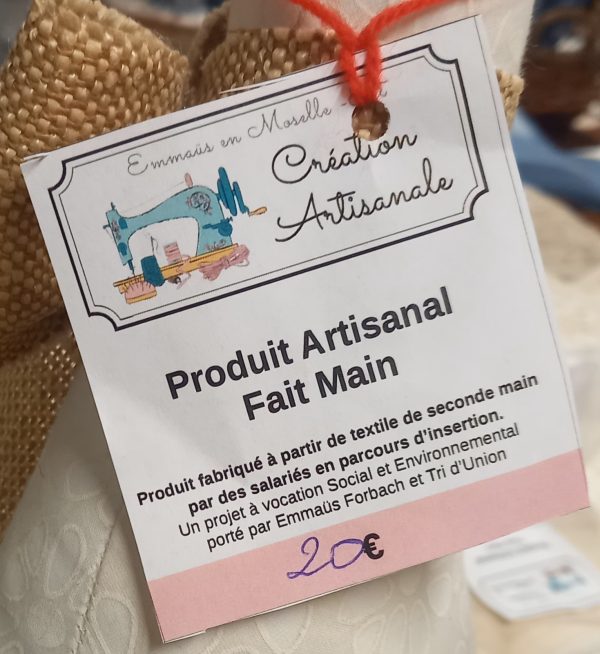 Emmaüs en Moselle
Création
Artisanale
Produit Artisanal
Fait Main
Produit fabriqué à partir de textile de seconde main
par des salariés en parcours d'insertion.
Un projet à vocation Social et Environnemental
porté par Emmaüs Forbach et Tri d'Union
20€